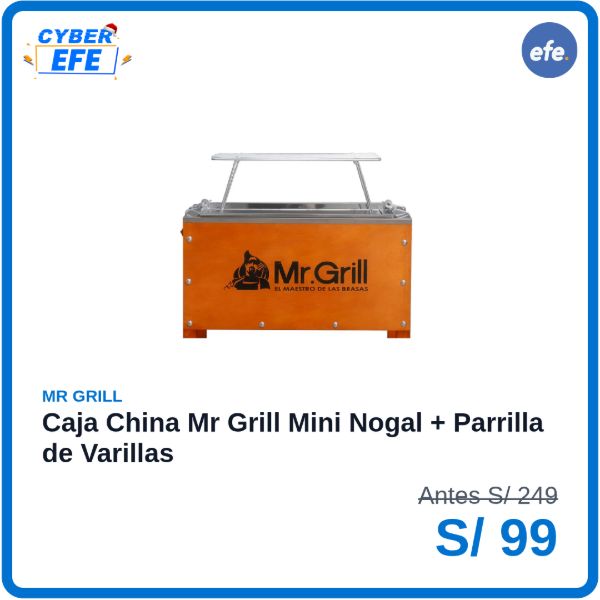 CYBER
EFE
efe.
Mr.Grill
EL MAESTRO DE LAS BRASAS
MR GRILL
Caja China Mr Grill Mini Nogal + Parrilla
de Varillas
Antes S/ 249
S/ 99